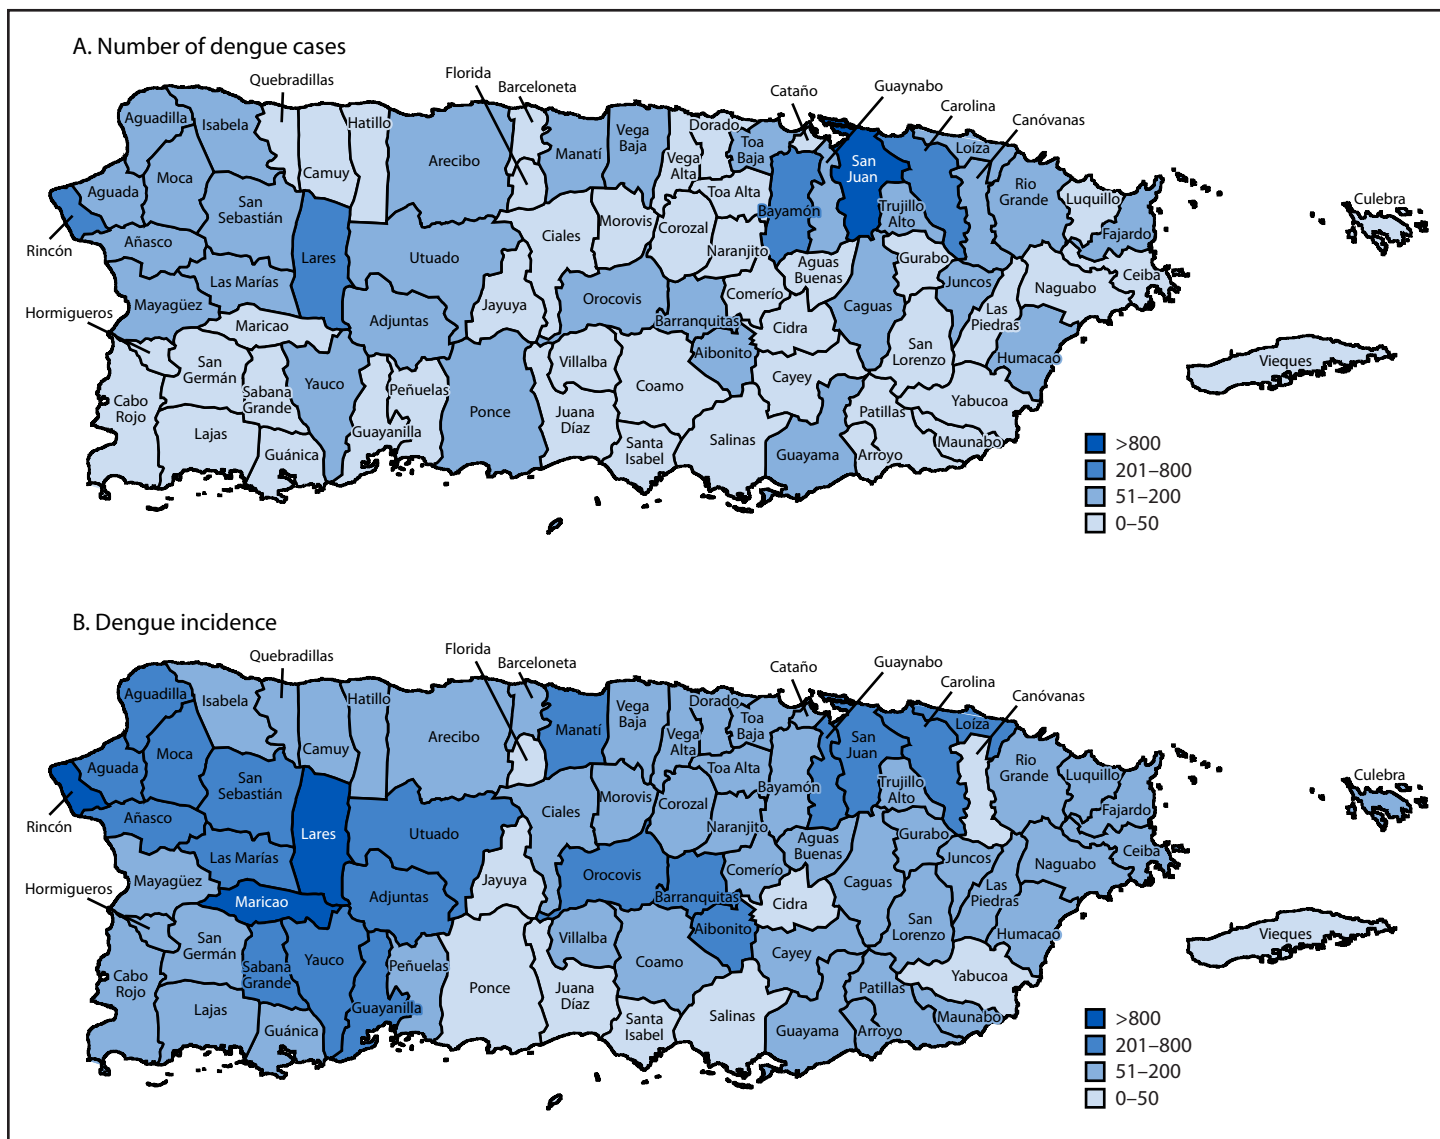 A. Number of dengue cases
Quebradillas
Florida
Barceloneta
Cataño
Guaynabo
Carolina
Canóvanas
Aguadilla
Isabela
Hatillo
Camuy
Arecibo
Manatí
Vega
Baja
Vega
Alta
Dorado
Toa
Baja
Toa Alta
Bayamón
San
Juan
Trujillo
Alto
Loíza
Rio
Grande
Luquillo
Fajardo
Ceiba
Culebra
Aguada
Moca
San
Sebastián
Rincón
Añasco
Lares
Utuado
Ciales
Morovis
Corozal
Naranjito
Aguas
Buenas
Gurabo
Juncos
Naguabo
Las Marías
Mayagüez
Hormigueros
Maricao
Adjuntas
Jayuya
Orocovis
Barranquitas
Comerío
Cidra
Caguas
Las
Piedras
Humacao
Vieques
San
Germán
Sabana
Grande
Yauco
Peñuelas
Guayanilla
Ponce
Villalba
Coamo
Aibonito
Cayey
San
Lorenzo
Yabucoa
Cabo
Rojo
Lajas
Guánica
Juana
Díaz
Santa
Isabel
Salinas
Guayama
Patillas
Arroyo
Maunabo
>800
201–800
51–200
0–50
B. Dengue incidence
Quebradillas
Florida
Barceloneta
Cataño
Guaynabo
Carolina
Canóvanas
Aguadilla
Isabela
Hatillo
Camuy
Arecibo
Manatí
Vega
Baja
Vega
Alta
Dorado
Toa
Baja
Toa Alta
Bayamón
San
Juan
Trujillo
Alto
Loíza
Rio
Grande
Luquillo
Fajardo
Ceiba
Culebra
Aguada
Moca
San
Sebastián
Rincón
Añasco
Lares
Utuado
Ciales
Morovis
Corozal
Naranjito
Aguas
Buenas
Gurabo
Juncos
Naguabo
Las Marías
Mayagüez
Hormigueros
Maricao
Adjuntas
Jayuya
Orocovis
Barranquitas
Comerío
Cidra
Caguas
Las
Piedras
Humacao
Vieques
San
Germán
Sabana
Grande
Yauco
Peñuelas
Guayanilla
Ponce
Villalba
Coamo
Aibonito
Cayey
San
Lorenzo
Yabucoa
Cabo
Rojo
Lajas
Guánica
Juana
Díaz
Santa
Isabel
Salinas
Guayama
Patillas
Arroyo
Maunabo
>800
201–800
51–200
0–50